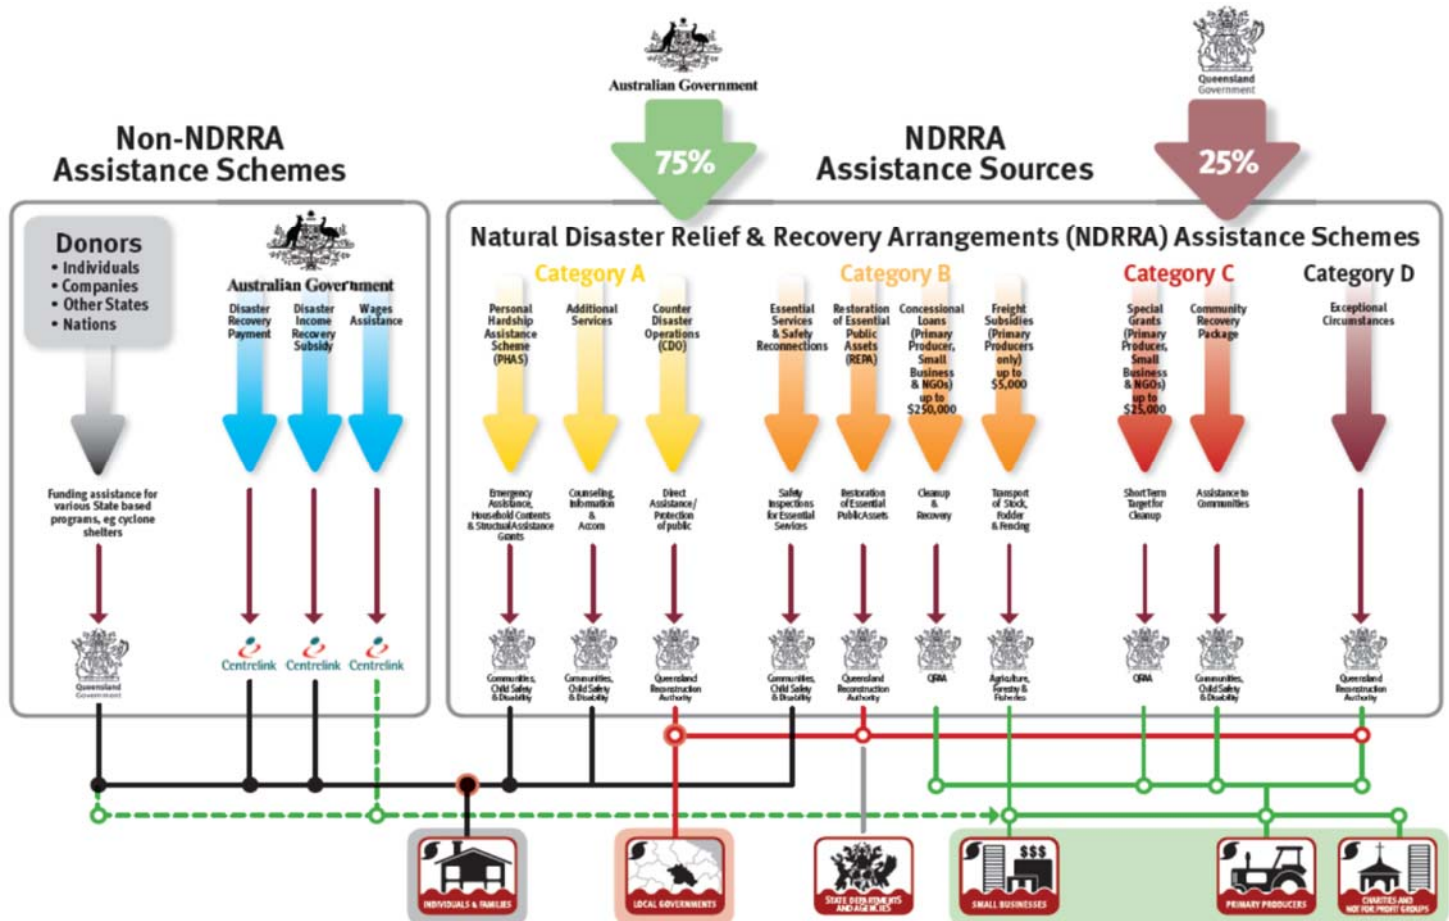 Australian Government
Queensland
Government
75%
25%
Non-NDRRA
Assistance Schemes
NDRRA
Assistance Sources
Donors
• Individuals
• Companies
• Other States
• Nations
Australian Government
Disaster
Recovery
Payment
Disaster
Income
Recovery
Subsidy
Wages
Assistance
Funding assistance for
various State based
programs, eg cyclone
shelters
Queensland
Government
Centrelink
Centrelink
Centrelink
Natural Disaster Relief & Recovery Arrangements (NDRRA) Assistance Schemes
Category A
Category B
Category C
Category D
Personal
Hardship
Assistance
Scheme
(PHAS)
Additional
Services
Counter
Disaster
Operations
(CDO)
Essential
Services
& Safety
Reconnections
Restoration
of Essential
Public
Assets
(REPA)
Concessional
Loans
(Primary
Producer,
Small
Business
& NGOs)
up to
$250,000
Freight
Subsidies
(Primary
Producers
only)
up to
$5,000
Special
Grants
(Primary
Producer,
Small
Business
& NGOs)
up to
$25,000
Community
Recovery
Package
Exceptional
Circumstances
Emergency
Assistance,
Household Contents
& Structural Assistance
Grants
Counseling,
Information
&
Accom
Direct
Assistance/
Protection
of public
Safety
Inspections
for Essential
Services
Restoration
of Essential
Public Assets
Cleanup
&
Recovery
Transport
of Stock,
Fodder
& Fencing
Short Term
Target for
Cleanup
Assistance to
Communities
Communities,
Child Safety
& Disability
Communities,
Child Safety
& Disability
Queensland
Reconstruction
Authority
Communities,
Child Safety
& Disability
Queensland
Reconstruction
Authority
QRAA
Agriculture,
Forestry &
Fisheries
QRAA
Communities,
Child Safety
& Disability
Queensland
Reconstruction
Authority
INDIVIDUALS & FAMILIES
LOCAL GOVERNMENTS
STATE DEPARTMENTS
AND AGENCIES
$$$
SMALL BUSINESSES
PRIMARY PRODUCERS
CHARITIES AND
NOT FOR PROFIT GROUPS